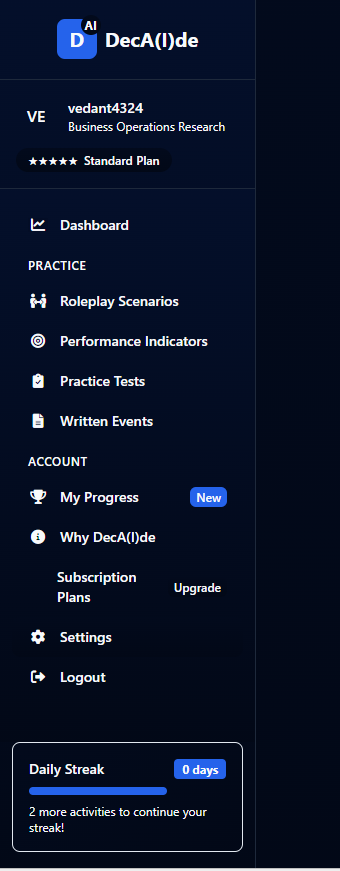 D
AI
DecA(I)de
VE
vedant4324
Business Operations Research
★★★★★ Standard Plan
Dashboard
PRACTICE
Roleplay Scenarios
Performance Indicators
Practice Tests
Written Events
ACCOUNT
My Progress
New
Why DecA(I)de
Subscription
Plans
Upgrade
Settings
Logout
Daily Streak
0 days
2 more activities to continue your
streak!